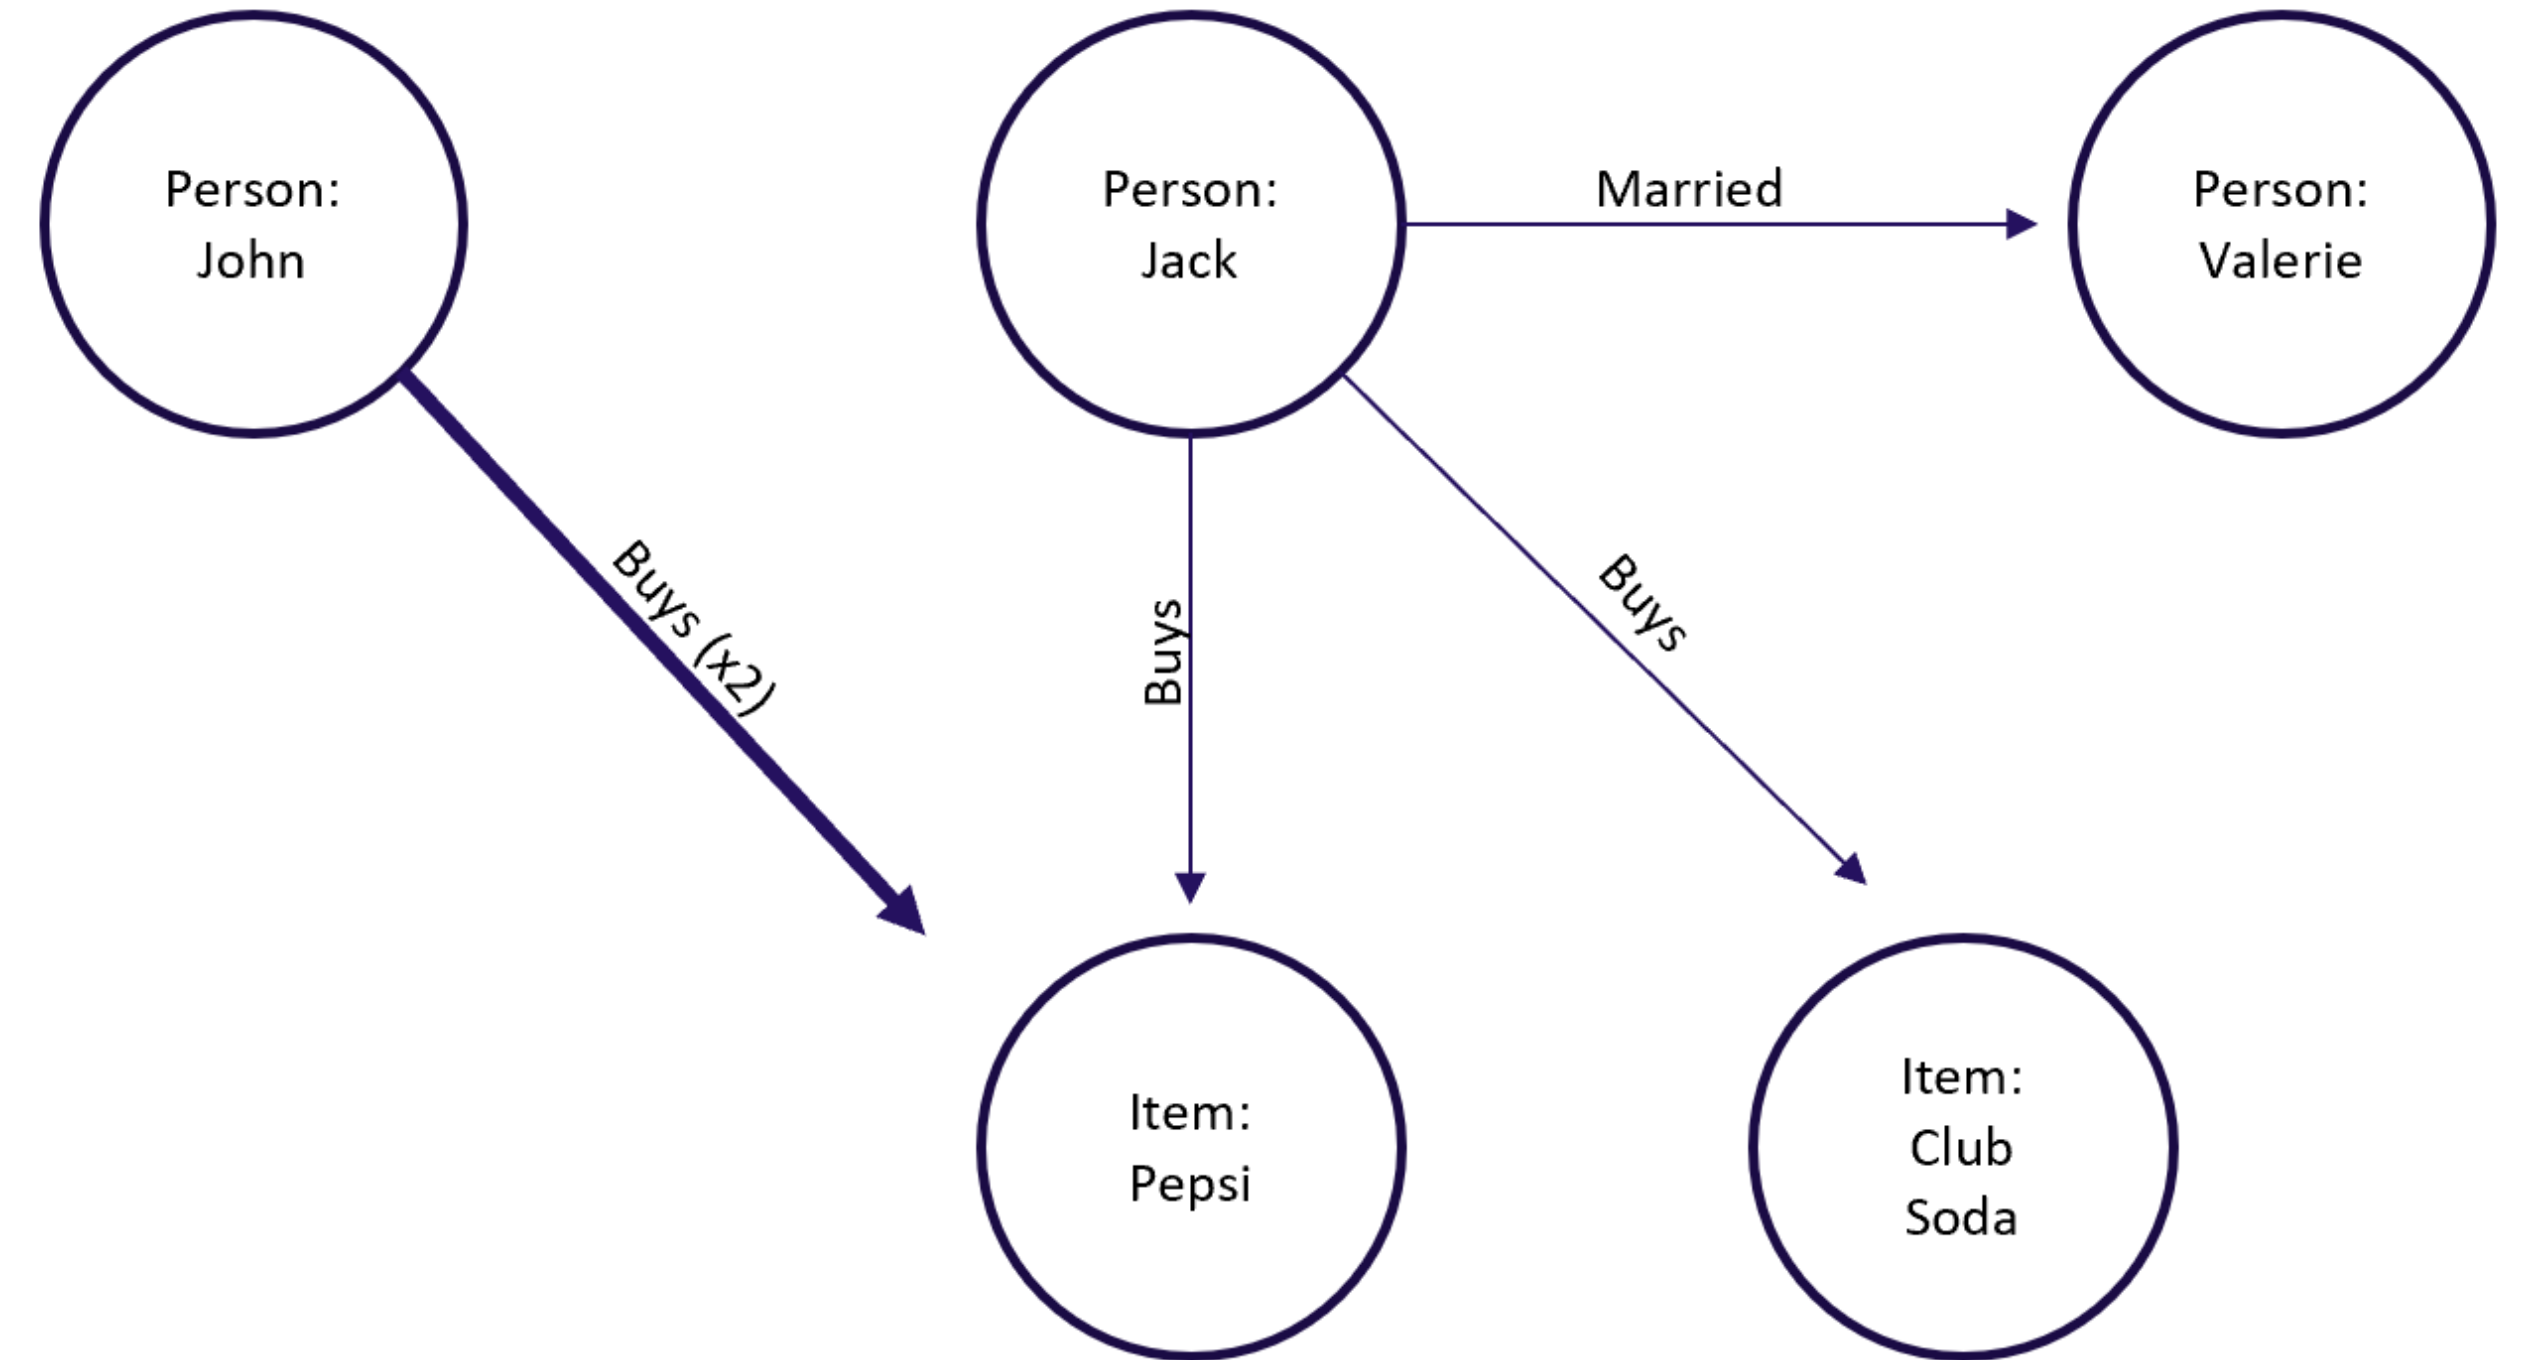 Person:
John
Person:
Jack
Married
Person:
Valerie
Buys (x2)
Buys
Buys
Item:
Pepsi
Item:
Club
Soda